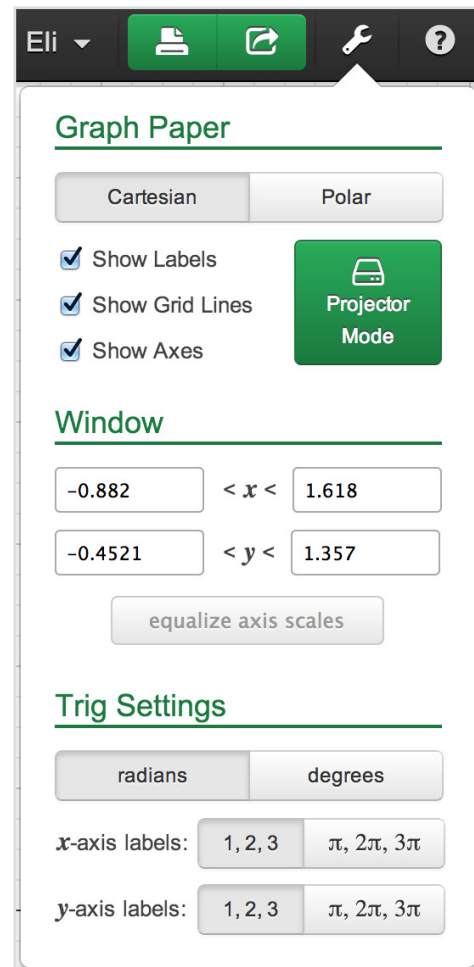 Eli
?
Graph Paper
Cartesian Polar
Show Labels
Show Grid Lines
Show Axes
Projector
Mode
Window
−0.882 < x < 1.618
−0.4521 < y < 1.357
equalize axis scales
Trig Settings
radians degrees
x-axis labels: 1, 2, 3 π, 2π, 3π
y-axis labels: 1, 2, 3 π, 2π, 3π